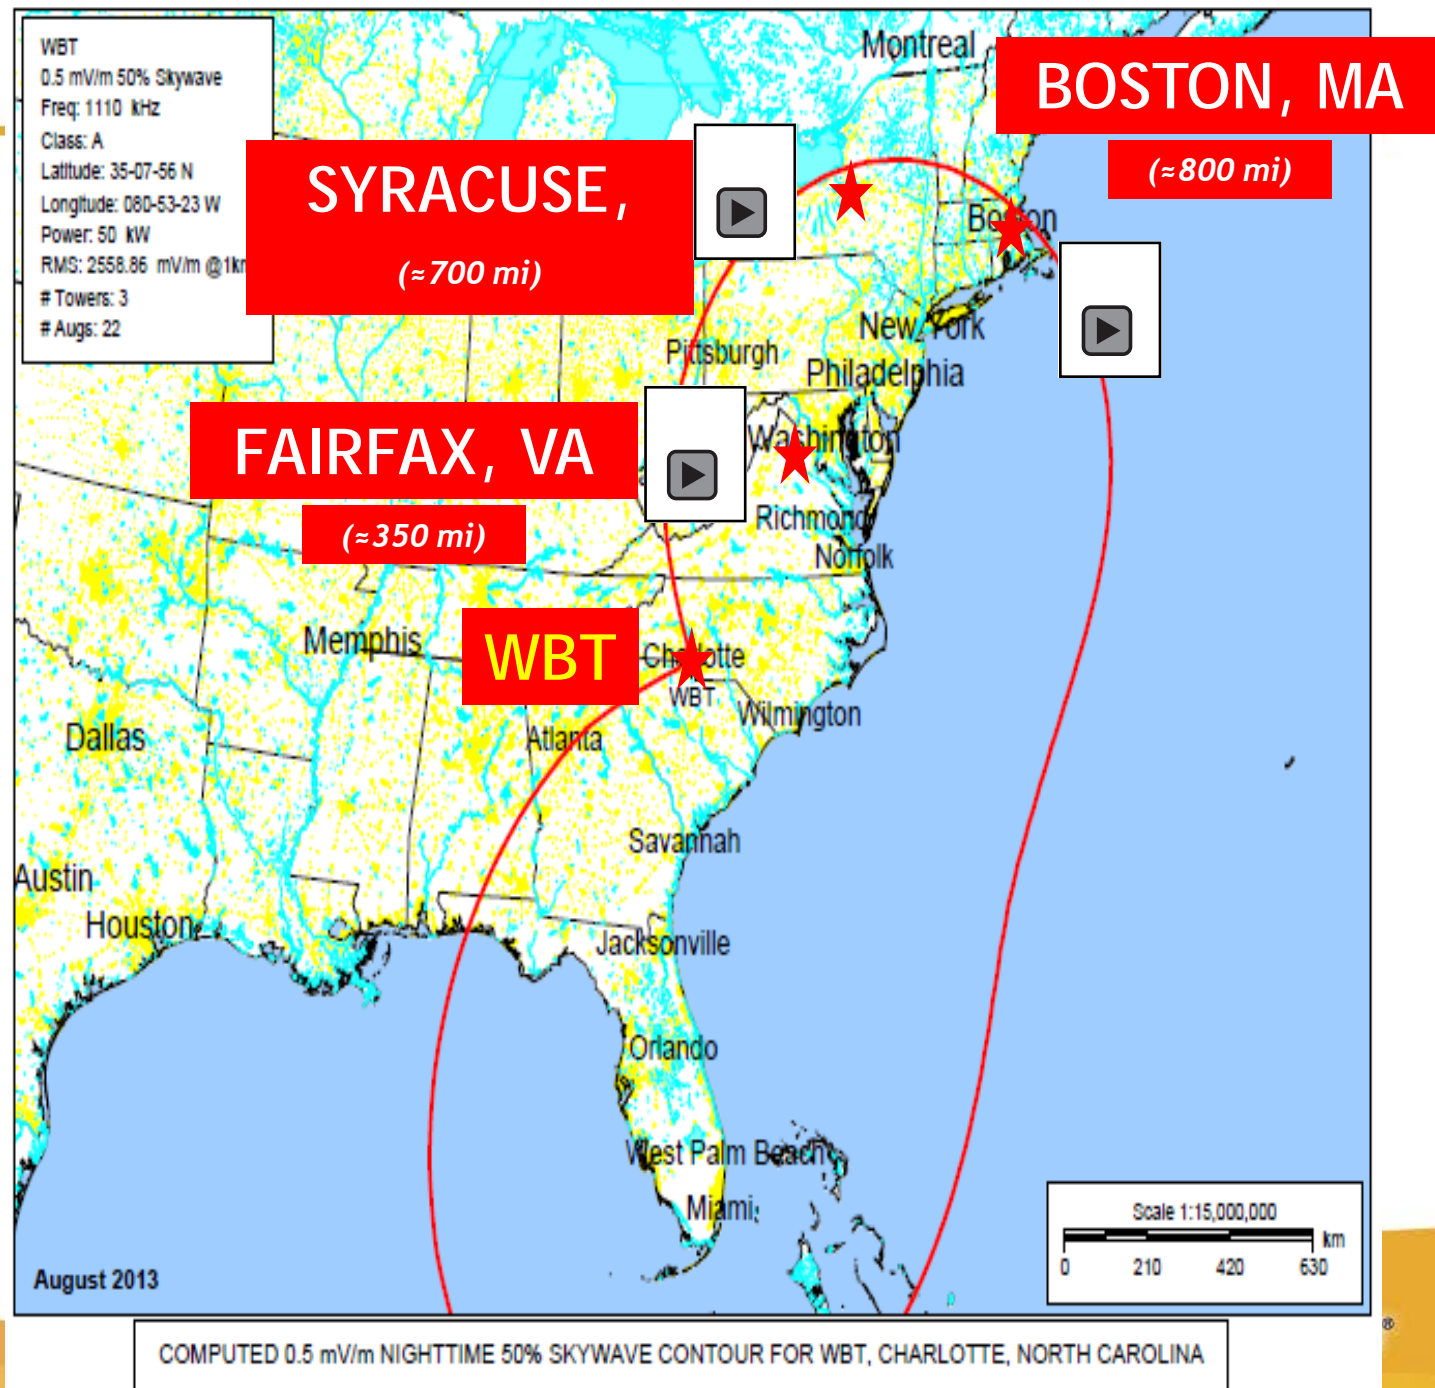 WBT
0.5 mV/m 50% Skywave
Freq: 1110 kHz
Class: A
Latitude: 35-07-56 N
Longitude: 080-53-23 W
Power: 50 kW
RMS: 2558.86 mV/m @1km
# Towers: 3
# Augs: 22
Montreal
BOSTON, MA
(≈800 mi)
SYRACUSE,
(≈700 mi)
Boston
New York
Pittsburgh
Philadelphia
FAIRFAX, VA
(≈350 mi)
Washington
Richmond
Norfolk
Memphis
WBT
Charlotte
WBT
Wilmington
Dallas
Atlanta
Savannah
Austin
Houston
Jacksonville
Orlando
West Palm Beach
Miami
Scale 1:15,000,000
km
0 210 420 630
August 2013
®
COMPUTED 0.5 mV/m NIGHTTIME 50% SKYWAVE CONTOUR FOR WBT, CHARLOTTE, NORTH CAROLINA